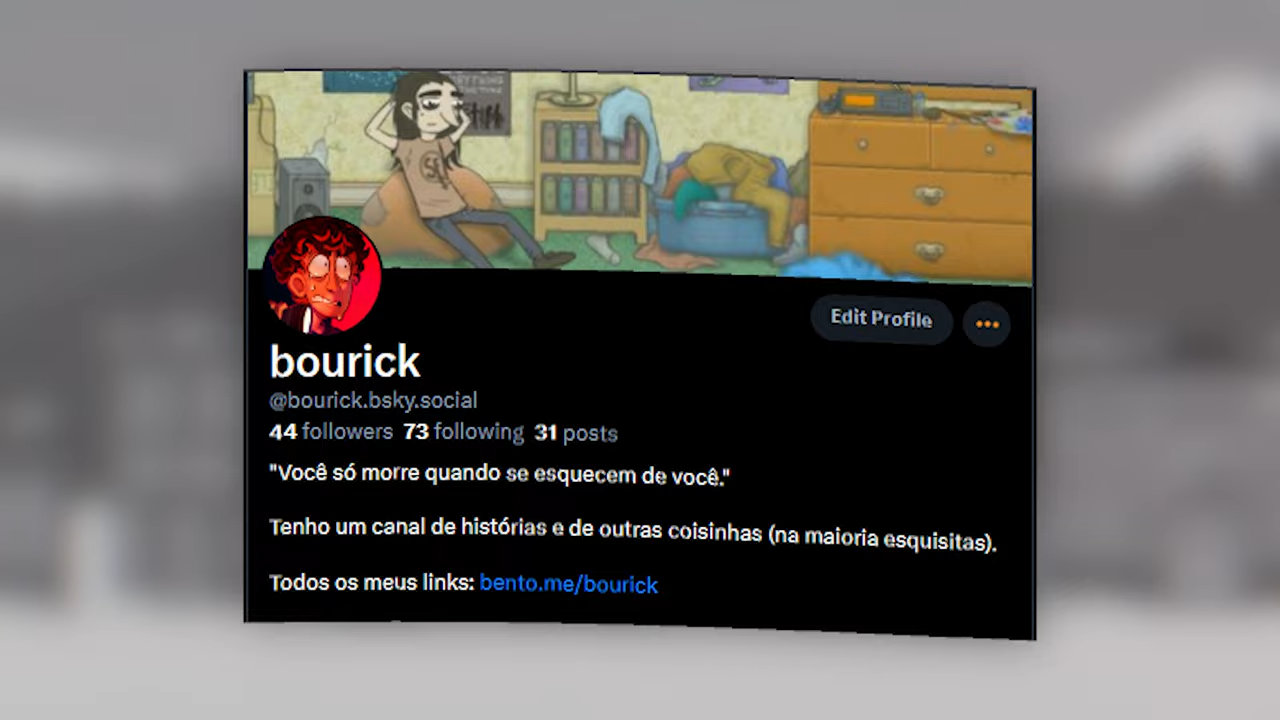 Edit Profile
bourick
@bourick.bsky.social
44 followers 73 following 31 posts
"Você só morre quando se esquecem de você."
Tenho um canal de histórias e de outras coisinhas (na maioria esquisitas).
Todos os meus links: bento.me/bourick